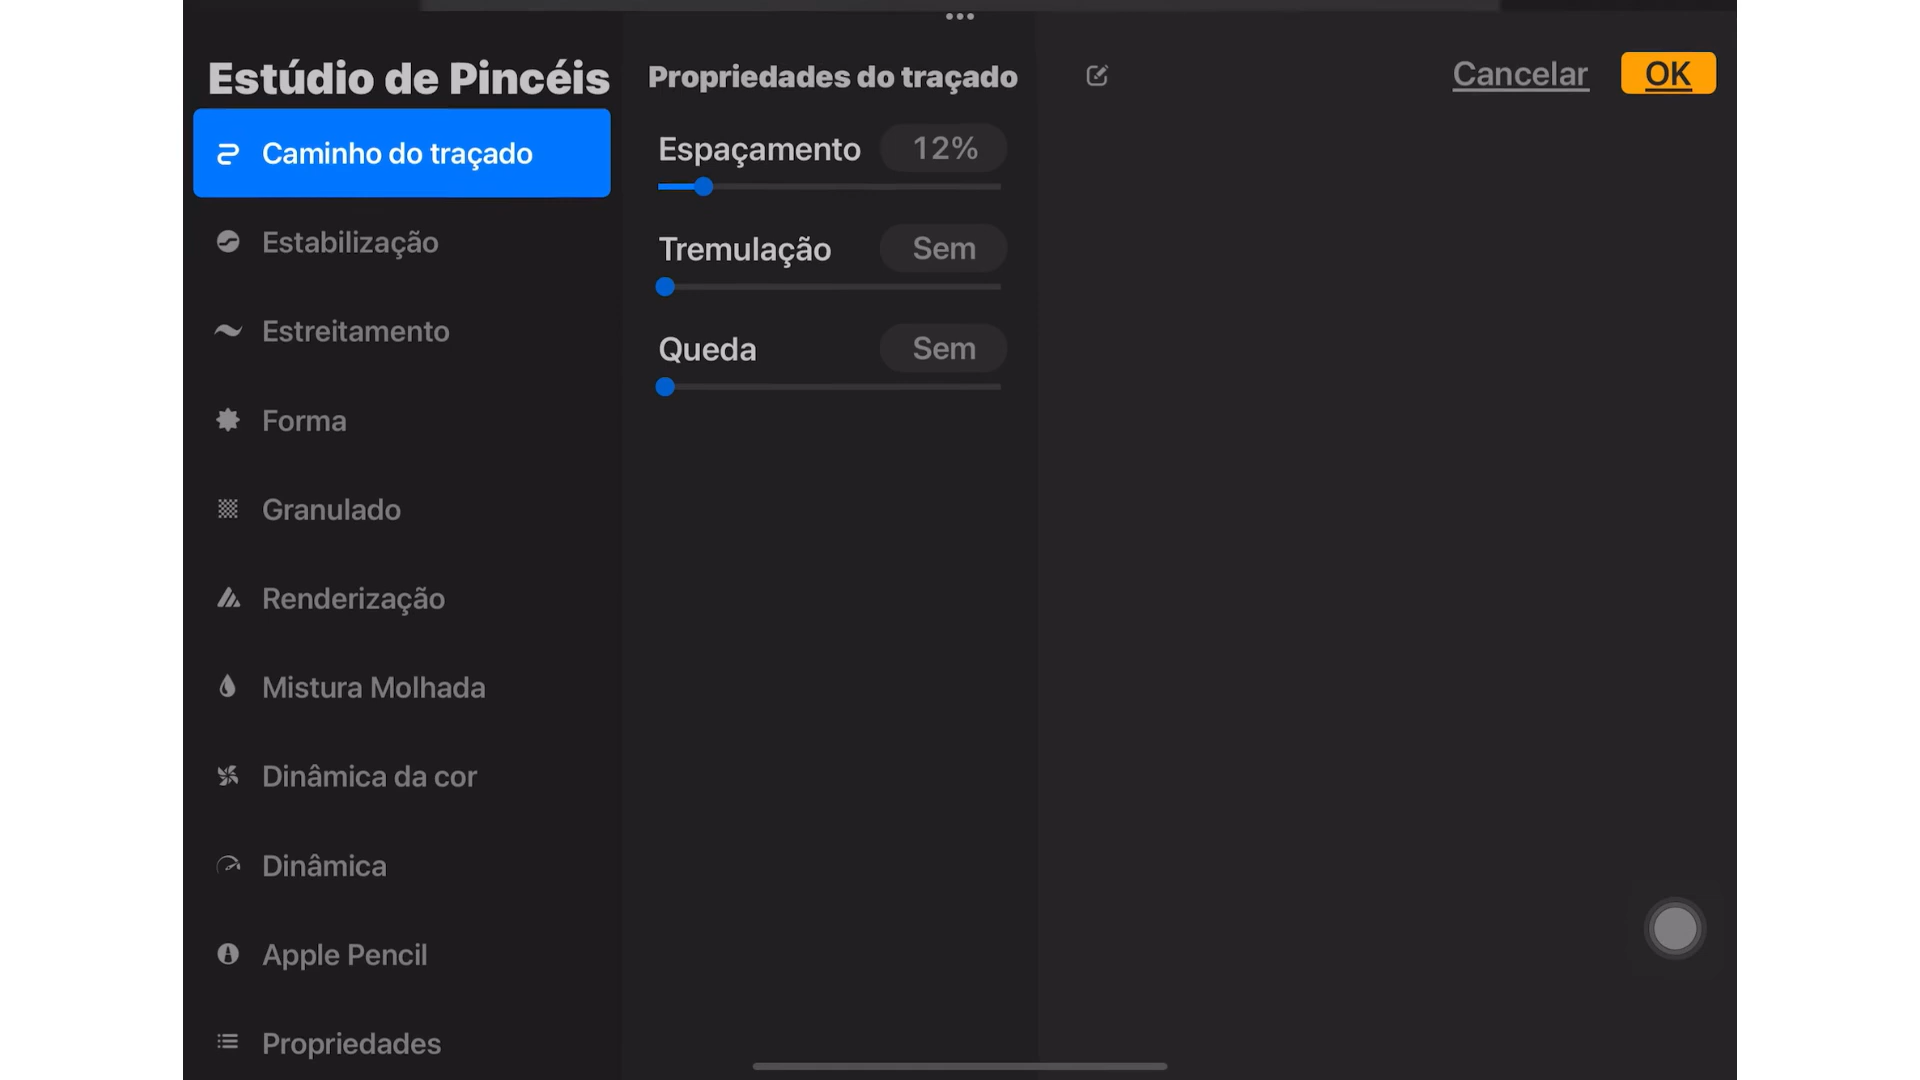 Estúdio de Pincéis
Caminho do traçado
Estabilização
Estreitamento
Forma
Granulado
Renderização
Mistura Molhada
Dinâmica da cor
Dinâmica
Apple Pencil
Propriedades
Propriedades do traçado
Espaçamento 12%
Tremulação Sem
Queda Sem
Cancelar OK